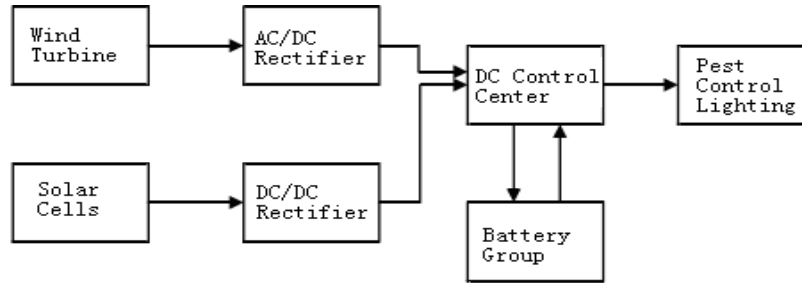 Wind
Turbine
AC/DC
Rectifier
DC Control
Center
Pest
Control
Lighting
Solar
Cells
DC/DC
Rectifier
Battery
Group